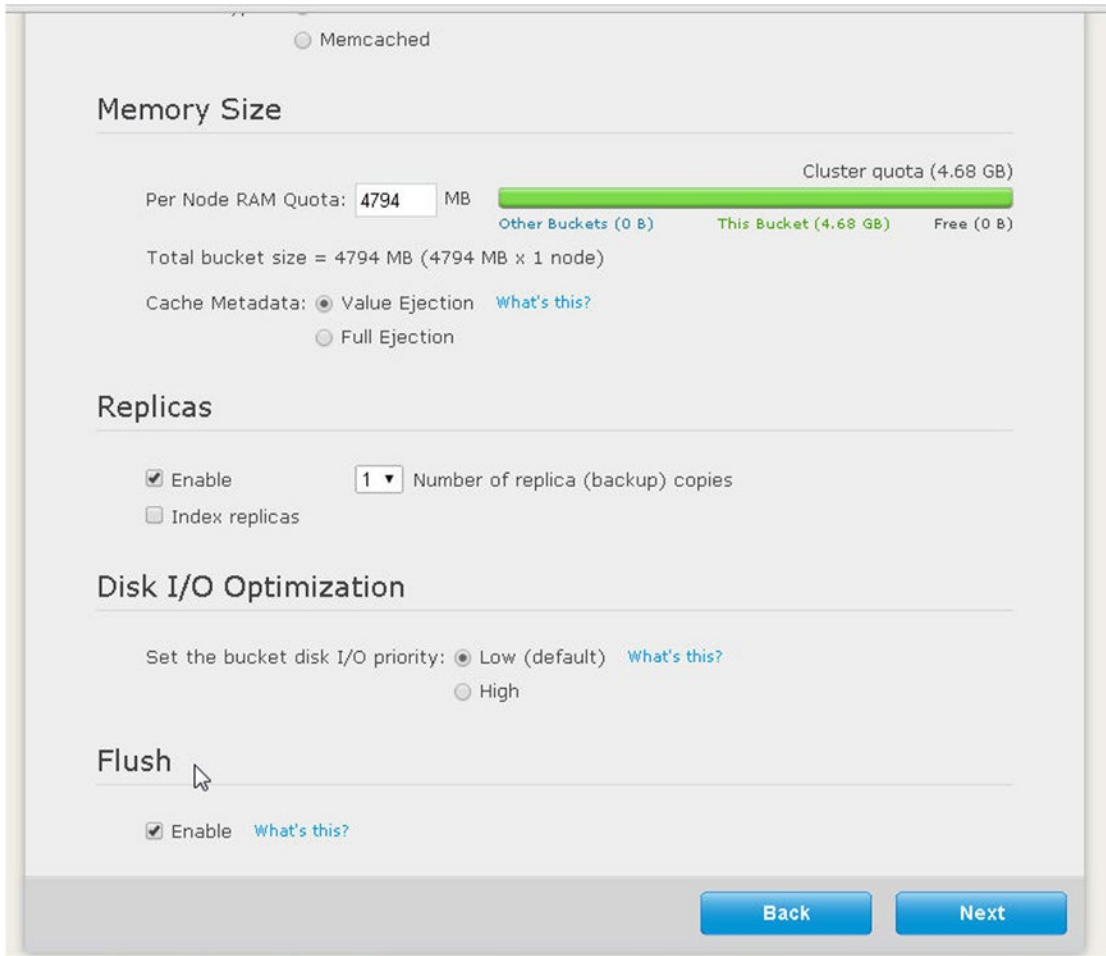 Memcached
Memory Size
Cluster quota (4.68 GB)
Per Node RAM Quota: 4794 MB
Other Buckets (0 B) This Bucket (4.68 GB) Free (0 B)
Total bucket size = 4794 MB (4794 MB x 1 node)
Cache Metadata: Value Ejection What's this?
Full Ejection
Replicas
Enable 1 Number of replica (backup) copies
Index replicas
Disk I/O Optimization
Set the bucket disk I/O priority: Low (default) What's this?
High
Flush
Enable What's this?
Back Next